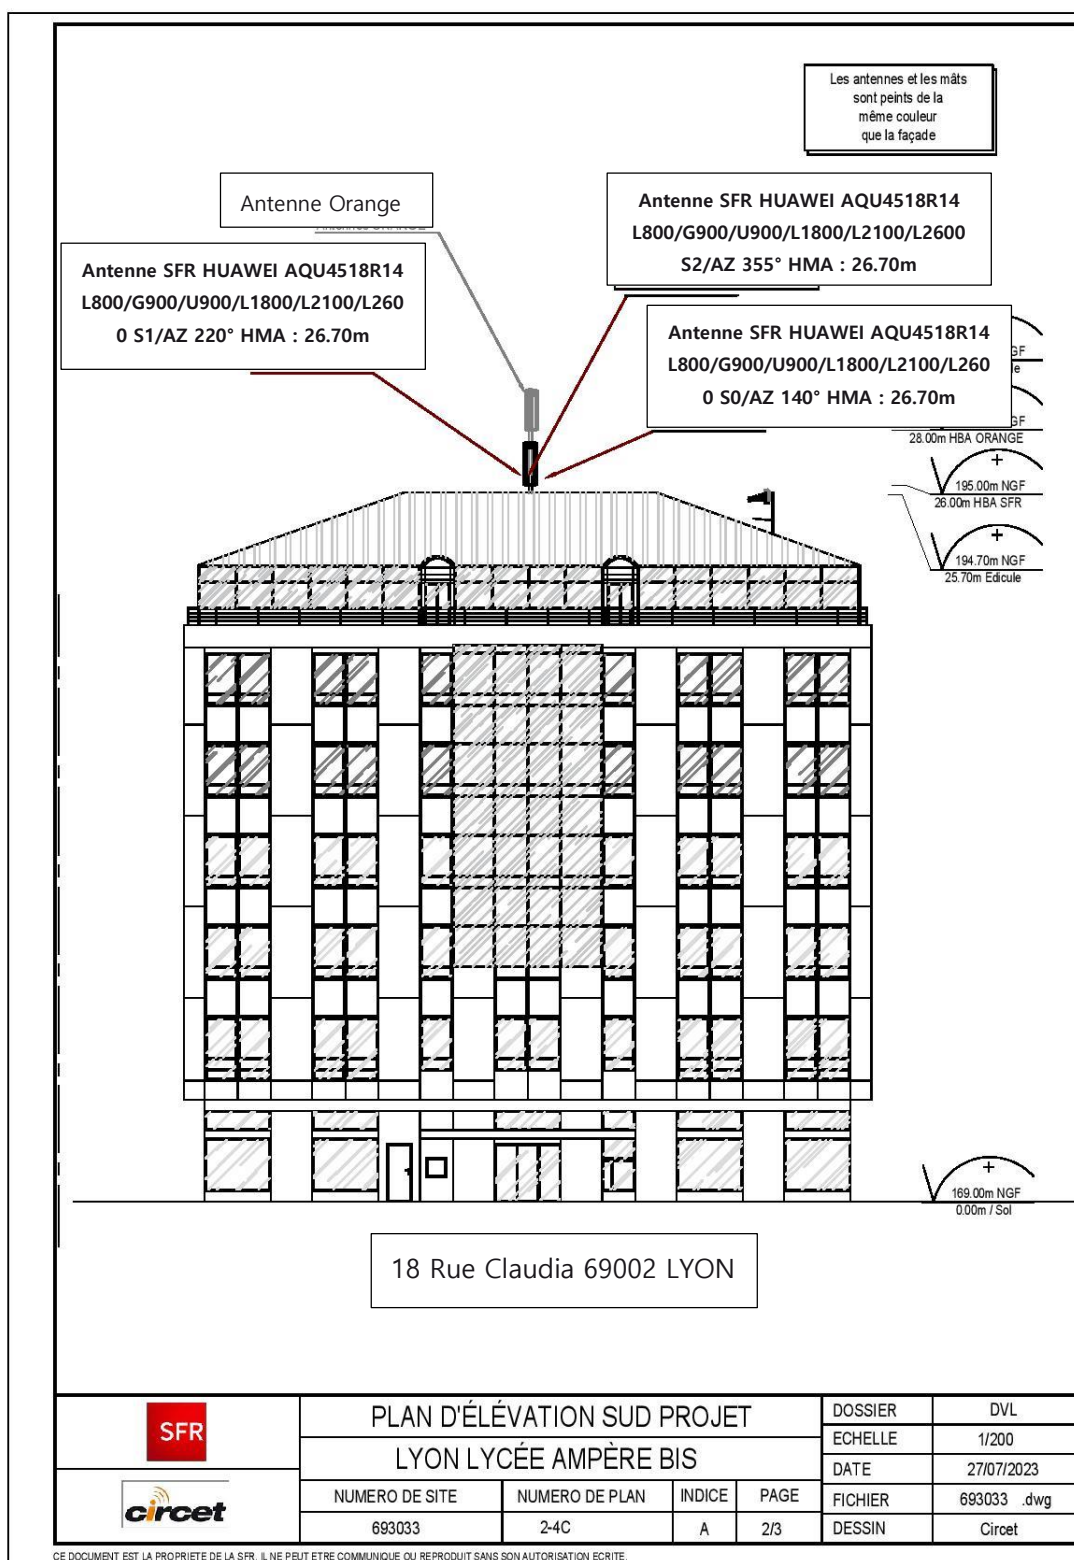 Les antennes et les mâts
sont peints de la
même couleur
que la façade
Antenne Orange
Antenne SFR HUAWEI AQU4518R14
L800/G900/U900/L1800/L2100/L2600
S2/AZ 355° HMA : 26.70m
Antenne SFR HUAWEI AQU4518R14
L800/G900/U900/L1800/L2100/L260
0 S1/AZ 220° HMA : 26.70m
Antenne SFR HUAWEI AQU4518R14
L800/G900/U900/L1800/L2100/L260
0 S0/AZ 140° HMA : 26.70m
28.00m HBA ORANGE
195.00m NGF
26.00m HBA SFR
194.70m NGF
25.70m Edicule
169.00m NGF
0.00m / Sol
18 Rue Claudia 69002 LYON
SFR
circet
PLAN D'ÉLÉVATION SUD PROJET
LYON LYCÉE AMPÈRE BIS
NUMERO DE SITE NUMERO DE PLAN INDICE PAGE
693033 2-4C A 2/3
DOSSIER DVL
ECHELLE 1/200
DATE 27/07/2023
FICHIER 693033 .dwg
DESSIN Circet
CE DOCUMENT EST LA PROPRIETE DE LA SFR. IL NE PEUT ETRE COMMUNIQUE OU REPRODUIT SANS SON AUTORISATION ECRITE.